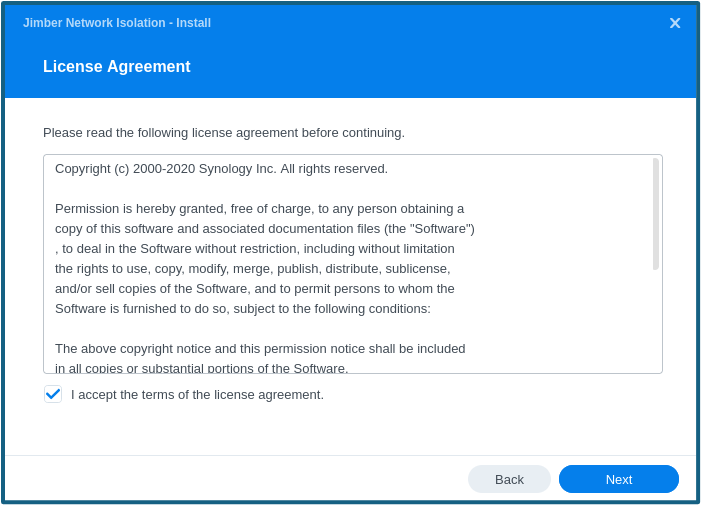 Jimber Network Isolation - Install
License Agreement
Please read the following license agreement before continuing.
Copyright (c) 2000-2020 Synology Inc. All rights reserved.
Permission is hereby granted, free of charge, to any person obtaining a
copy of this software and associated documentation files (the "Software")
, to deal in the Software without restriction, including without limitation
the rights to use, copy, modify, merge, publish, distribute, sublicense,
and/or sell copies of the Software, and to permit persons to whom the
Software is furnished to do so, subject to the following conditions:
The above copyright notice and this permission notice shall be included
in all copies or substantial portions of the Software.
I accept the terms of the license agreement.
Back
Next